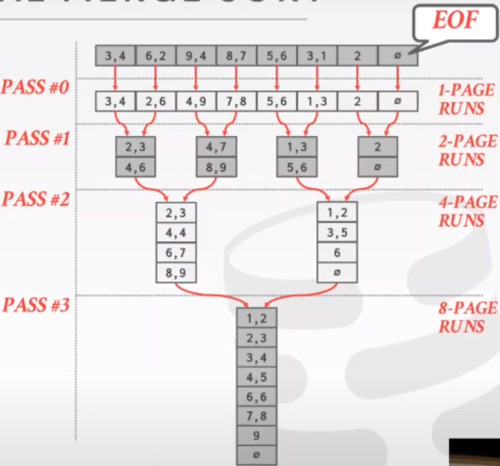 EOF
3,4 6,2 9,4 8,7 5,6 3,1 2 ø
PASS #0
3,4 2,6 4,9 7,8 5,6 1,3 2 ø
1-PAGE
RUNS
PASS #1
2,3 4,7 1,3 2
4,6 8,9 5,6 ø
2-PAGE
RUNS
PASS #2
2,3 1,2
4,4 3,5
6,7 6
8,9 ø
4-PAGE
RUNS
PASS #3
1,2
2,3
3,4
4,5
6,6
7,8
9
ø
8-PAGE
RUNS